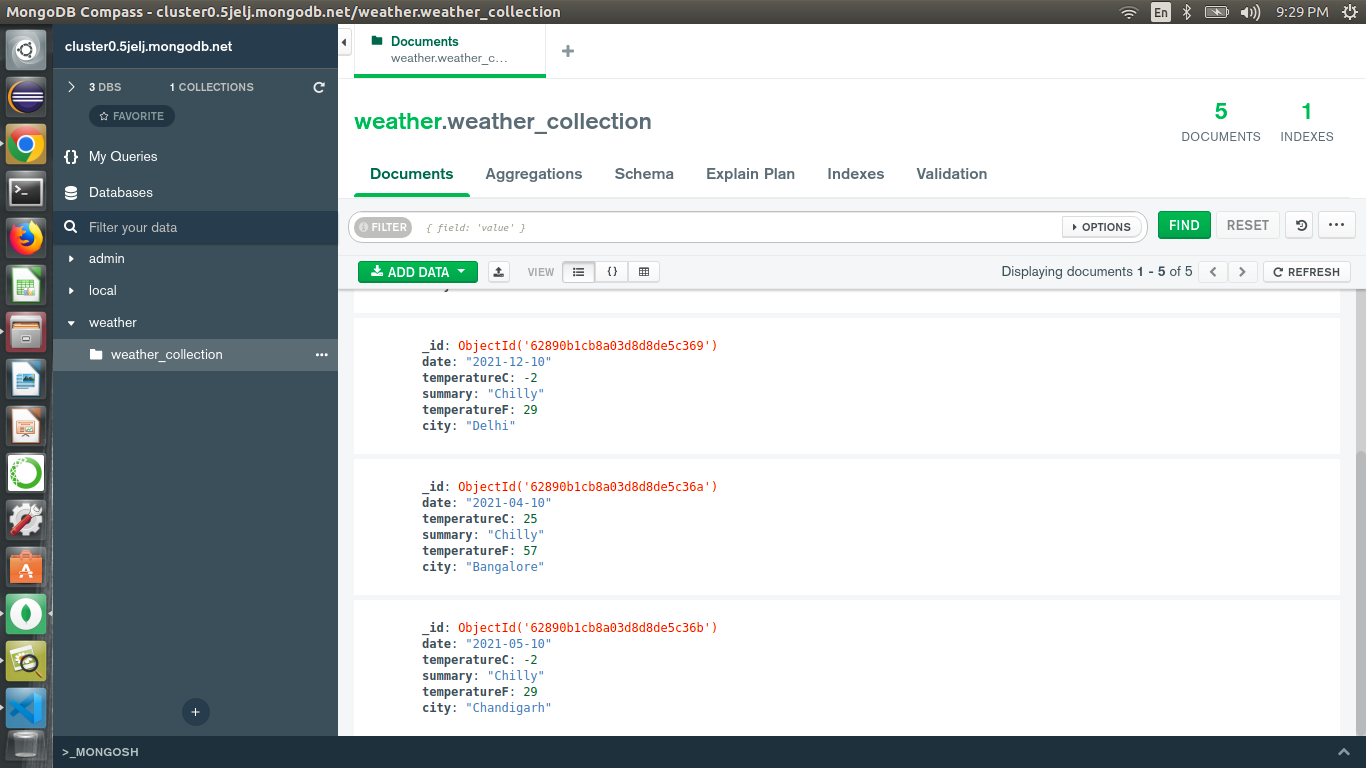 MongoDB Compass - cluster0.5jelj.mongodb.net/weather.weather_collection
En
9:29 PM
cluster0.5jelj.mongodb.net
3 DBS
1 COLLECTIONS
FAVORITE
{} My Queries
Databases
Filter your data
admin
local
weather
weather_collection
Documents
weather.weather_c...
weather.weather_collection
5
DOCUMENTS
1
INDEXES
Documents Aggregations Schema Explain Plan Indexes Validation
FILTER { field: 'value' } OPTIONS FIND RESET
ADD DATA VIEW {} Displaying documents 1 - 5 of 5 REFRESH
_id: ObjectId('62890b1cb8a03d8d8de5c369')
date: "2021-12-10"
temperatureC: -2
summary: "Chilly"
temperatureF: 29
city: "Delhi"
_id: ObjectId('62890b1cb8a03d8d8de5c36a')
date: "2021-04-10"
temperatureC: 25
summary: "Chilly"
temperatureF: 57
city: "Bangalore"
_id: ObjectId('62890b1cb8a03d8d8de5c36b')
date: "2021-05-10"
temperatureC: -2
summary: "Chilly"
temperatureF: 29
city: "Chandigarh"
>_MONGOSH